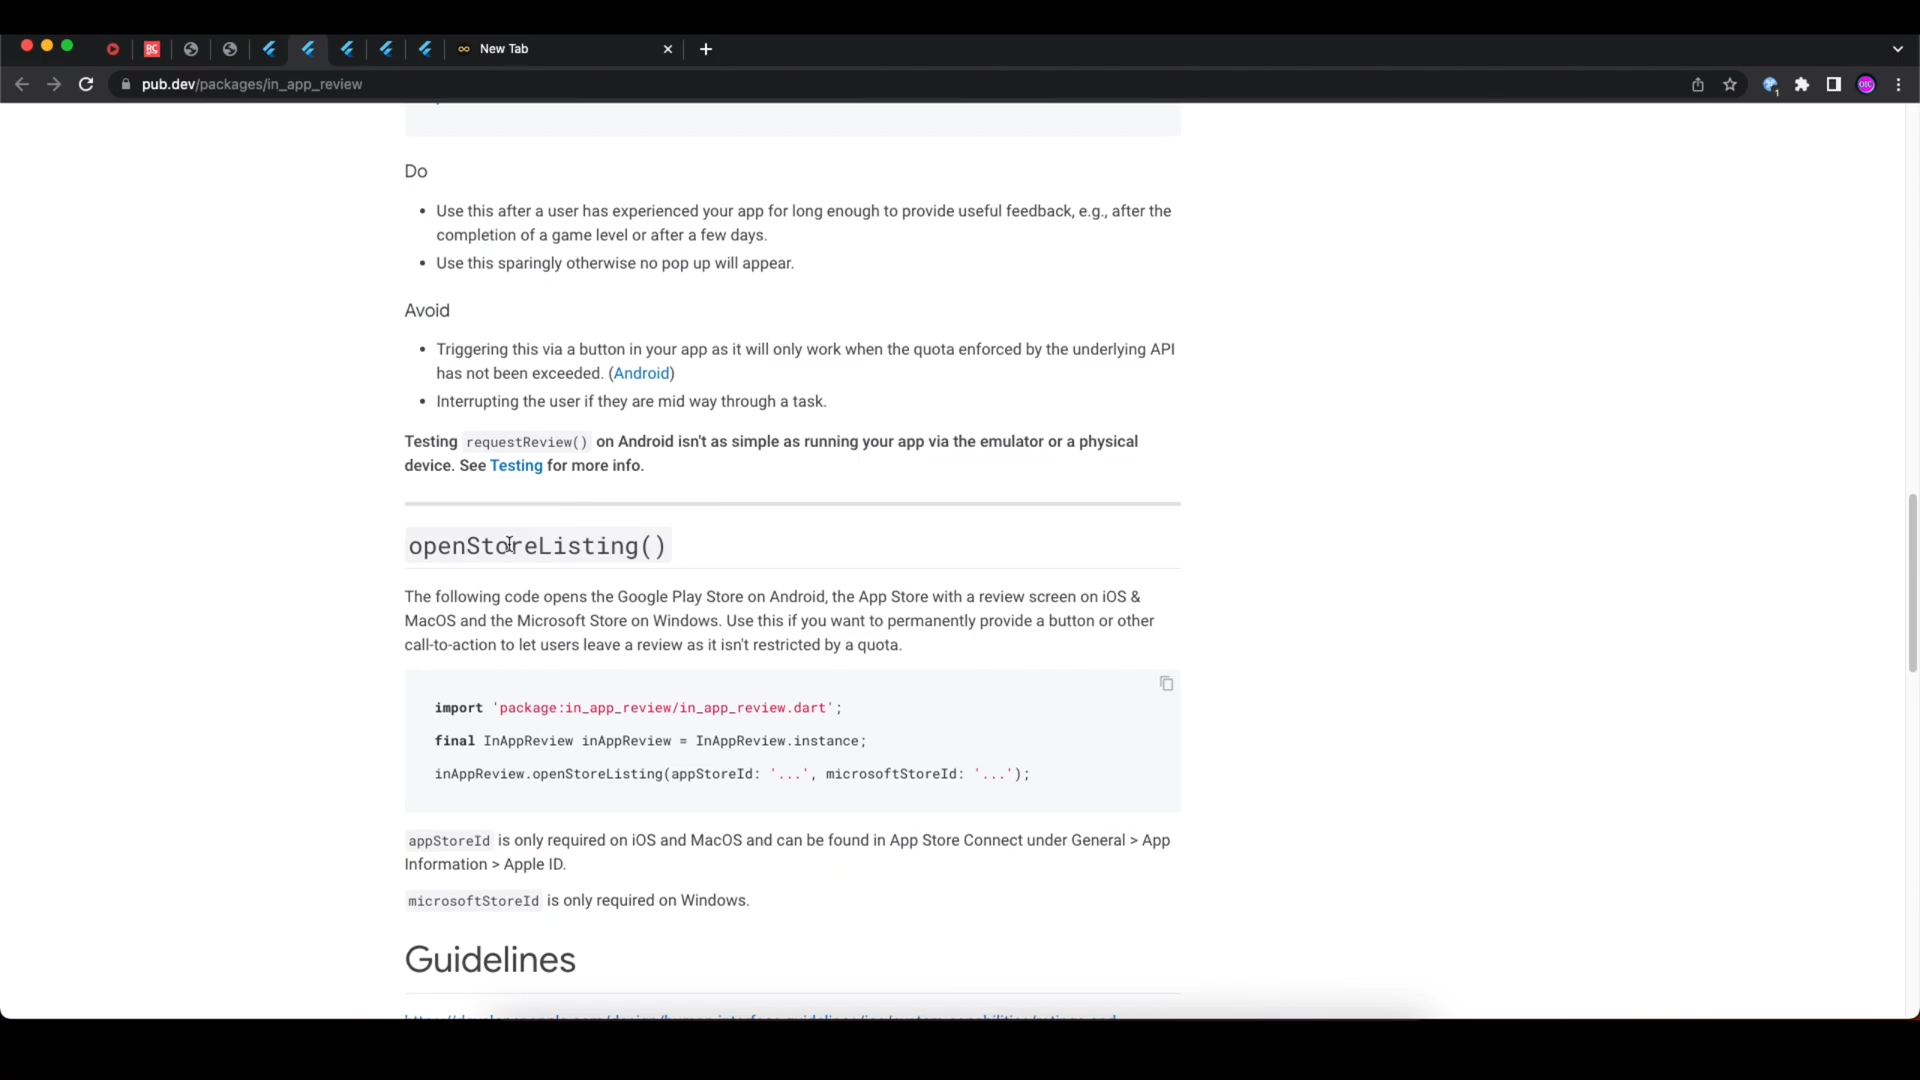 New Tab
pub.dev/packages/in_app_review
Do
• Use this after a user has experienced your app for long enough to provide useful feedback, e.g., after the
completion of a game level or after a few days.
• Use this sparingly otherwise no pop up will appear.
Avoid
• Triggering this via a button in your app as it will only work when the quota enforced by the underlying API
has not been exceeded. (Android)
• Interrupting the user if they are mid way through a task.
Testing requestReview() on Android isn't as simple as running your app via the emulator or a physical
device. See Testing for more info.
openStoreListing()
The following code opens the Google Play Store on Android, the App Store with a review screen on iOS &
MacOS and the Microsoft Store on Windows. Use this if you want to permanently provide a button or other
call-to-action to let users leave a review as it isn't restricted by a quota.
import 'package:in_app_review/in_app_review.dart';
final InAppReview inAppReview = InAppReview.instance;
inAppReview.openStoreListing(appStoreId: '...', microsoftStoreId: '...');
appStoreId is only required on iOS and MacOS and can be found in App Store Connect under General > App
Information > Apple ID.
microsoftStoreId is only required on Windows.
Guidelines